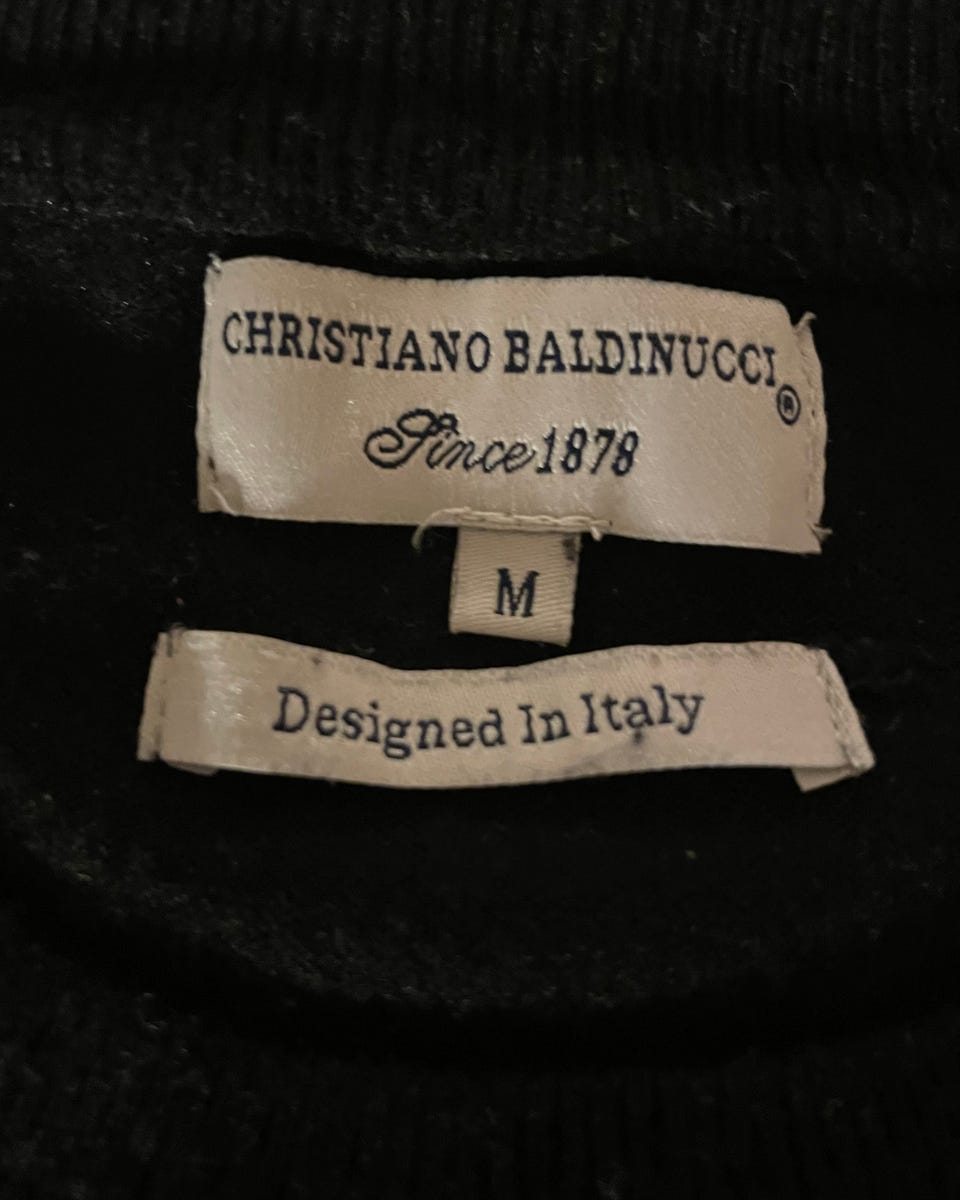 CHRISTIANO BALDINUCCI®
Since 1878
M
Designed In Italy